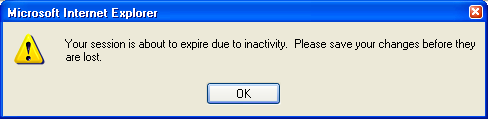 Microsoft Internet Explorer
Your session is about to expire due to inactivity.  Please save your changes before they
are lost.
OK